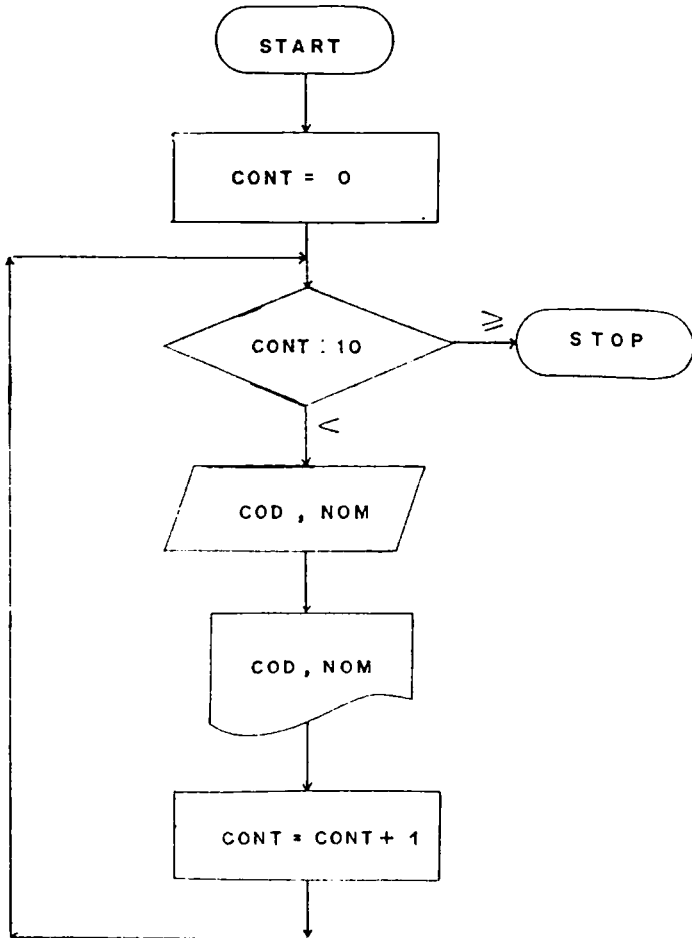 START
CONT = 0
CONT : 10
≥
STOP
<
COD , NOM
COD , NOM
CONT = CONT + 1